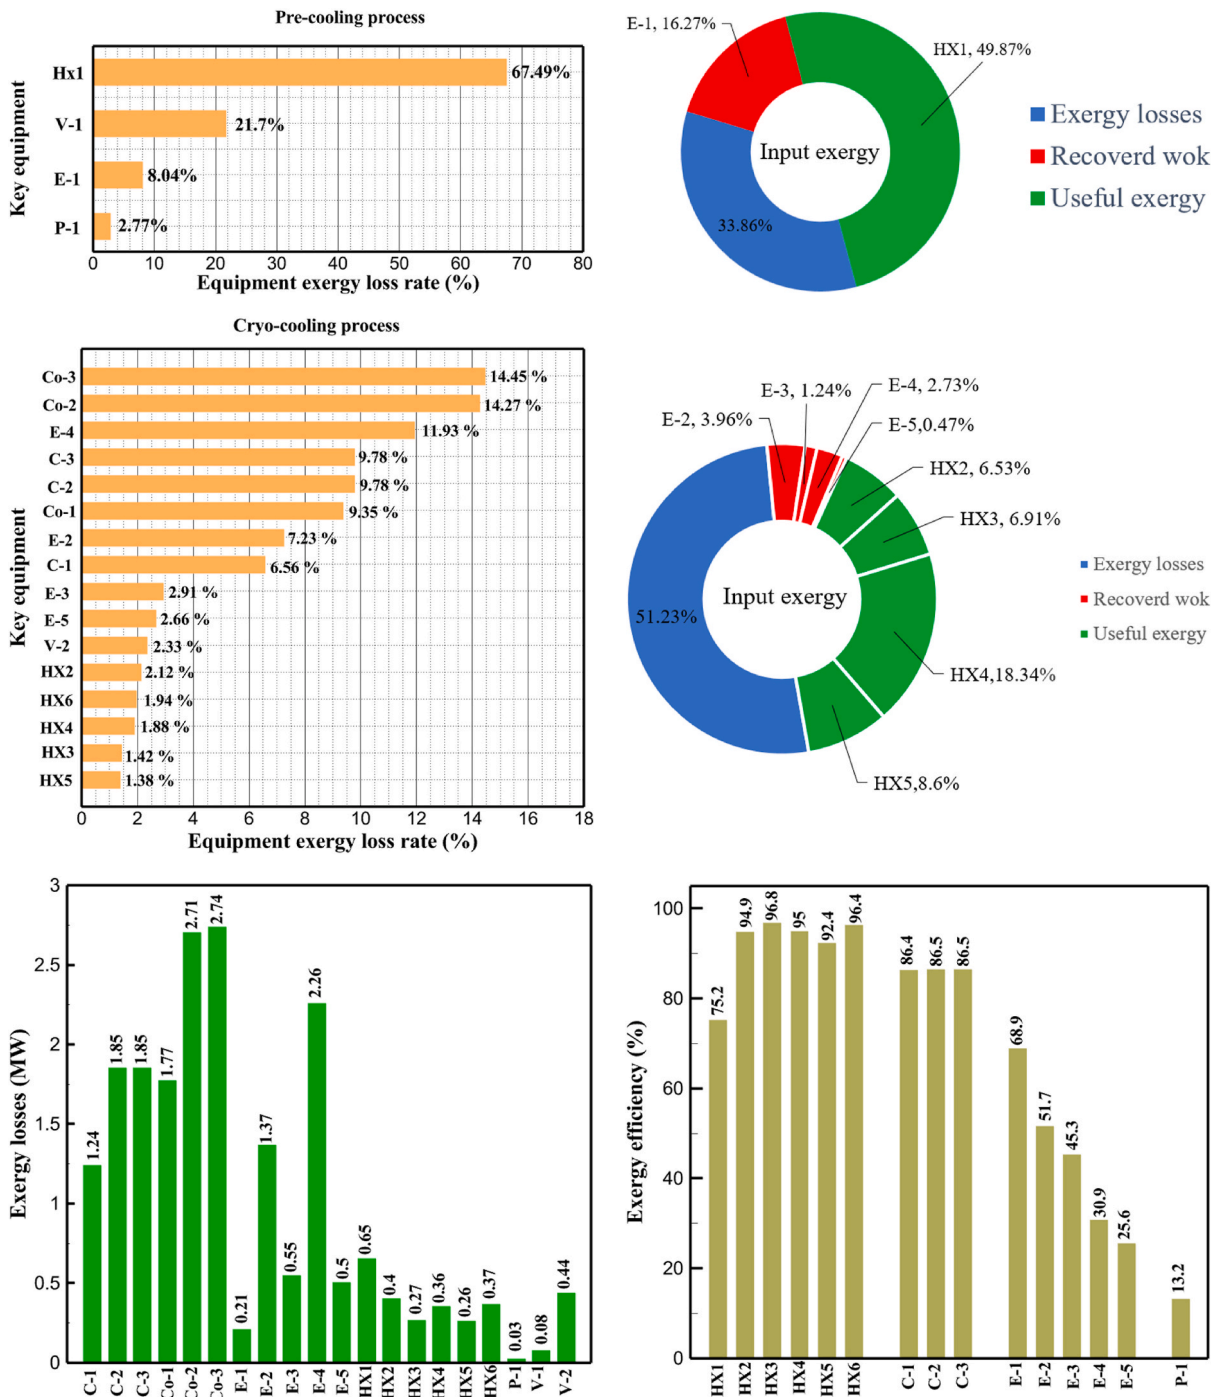 Pre-cooling process
Key equipment
Hx1
67.49%
V-1
21.7%
E-1
8.04%
P-1
2.77%
0 10 20 30 40 50 60 70 80
Equipment exergy loss rate (%)
E-1, 16.27%
HX1, 49.87%
Input exergy
33.86%
Exergy losses
Recoverd wok
Useful exergy
Cryo-cooling process
Key equipment
Co-3
14.45 %
Co-2
14.27 %
E-4
11.93 %
C-3
9.78 %
C-2
9.78 %
Co-1
9.35 %
E-2
7.23 %
C-1
6.56 %
E-3
2.91 %
E-5
2.66 %
V-2
2.33 %
HX2
2.12 %
HX6
1.94 %
HX4
1.88 %
HX3
1.42 %
HX5
1.38 %
0 2 4 6 8 10 12 14 16 18
Equipment exergy loss rate (%)
E-2, 3.96%
E-3, 1.24%
E-4, 2.73%
E-5,0.47%
HX2, 6.53%
HX3, 6.91%
HX4,18.34%
HX5,8.6%
51.23%
Input exergy
Exergy losses
Recoverd wok
Useful exergy
Exergy losses (MW)
3
2.5
2
1.5
1
0.5
0
1.24
1.85
1.85
1.77
2.71
2.74
0.21
1.37
0.55
2.26
0.5
0.65
0.4
0.27
0.36
0.26
0.37
0.03
0.08
0.44
C-1
C-2
C-3
Co-1
Co-2
Co-3
E-1
E-2
E-3
E-4
E-5
HX1
HX2
HX3
HX4
HX5
HX6
P-1
V-1
V-2
Exergy efficiency (%)
100
80
60
40
20
0
75.2
94.9
96.8
95
92.4
96.4
86.4
86.5
86.5
68.9
51.7
45.3
30.9
25.6
13.2
HX1
HX2
HX3
HX4
HX5
HX6
C-1
C-2
C-3
E-1
E-2
E-3
E-4
E-5
P-1